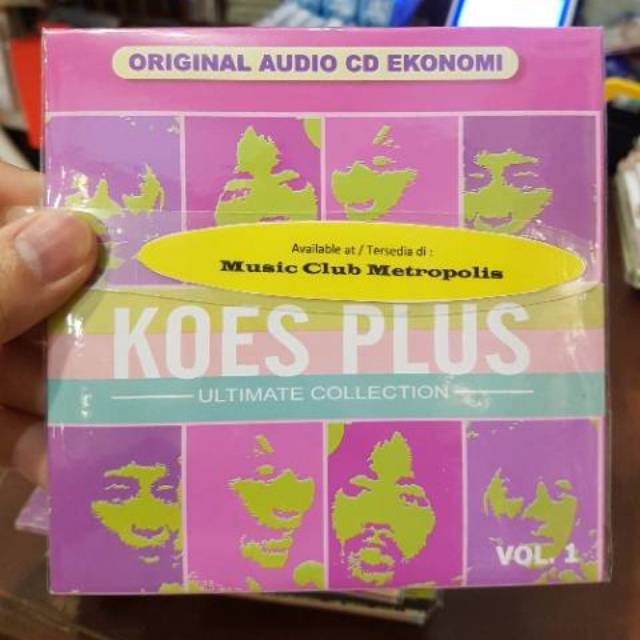 ORIGINAL AUDIO CD EKONOMI
Available at / Tersedia di :
Music Club Metropolis
KOES PLUS
ULTIMATE COLLECTION
VOL. 1